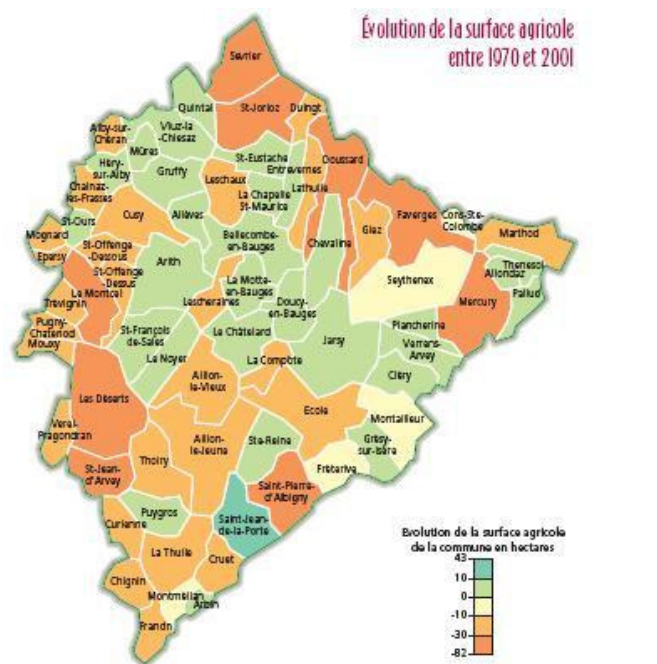 Évolution de la surface agricole
entre 1970 et 2001
Sévrier
Quintal
St-Jorioz
Duingt
Alby-sur-
Chéran
Viuz-la
-Chiesaz
Mûres
St-Eustache
Doussard
Héry-
sur-Alby
Gruffy
Entrevernes
Leschaux
Lathuile
Chainaz-
les-Frasses
La Chapelle
St-Maurice
Cusy
Allèves
St-Ours
Mognard
Bellecombe-
en-Bauges
Chevaline
Giez
Faverges
Cons-Ste-
Colombe
Marthod
St-Offenge
-Dessous
Epersy
Arith
St-Offenge
-Dessus
Thenesol
Allondaz
Seythenex
La Motte-
en-Bauges
Le Montcel
Trévignin
Lescheraines
Doucy-
en-Bauges
Mercury
Pallud
Pugny-
Chatenod
Mouxy
St-François
de-Sales
Le Châtelard
Jarsy
Plancherine
Verrens-
Arvey
Le Noyer
La Compôte
Cléry
Aillon-
le-Vieux
Les Déserts
Ecole
Montailleur
Verel-
Pragondran
Aillon-
le-Jeune
Ste-Reine
Grésy-
sur-Isère
Thoiry
St-Jean-
d'Arvey
Fréterive
Saint-Pierre-
d'Albigny
Puygros
Curienne
Saint-Jean-
de-la-Porte
La Thuile
Cruet
Chignin
Montmélian
Arbin
Francin
Evolution de la surface agricole
de la commune en hectares
43
10
0
-10
-30
-82